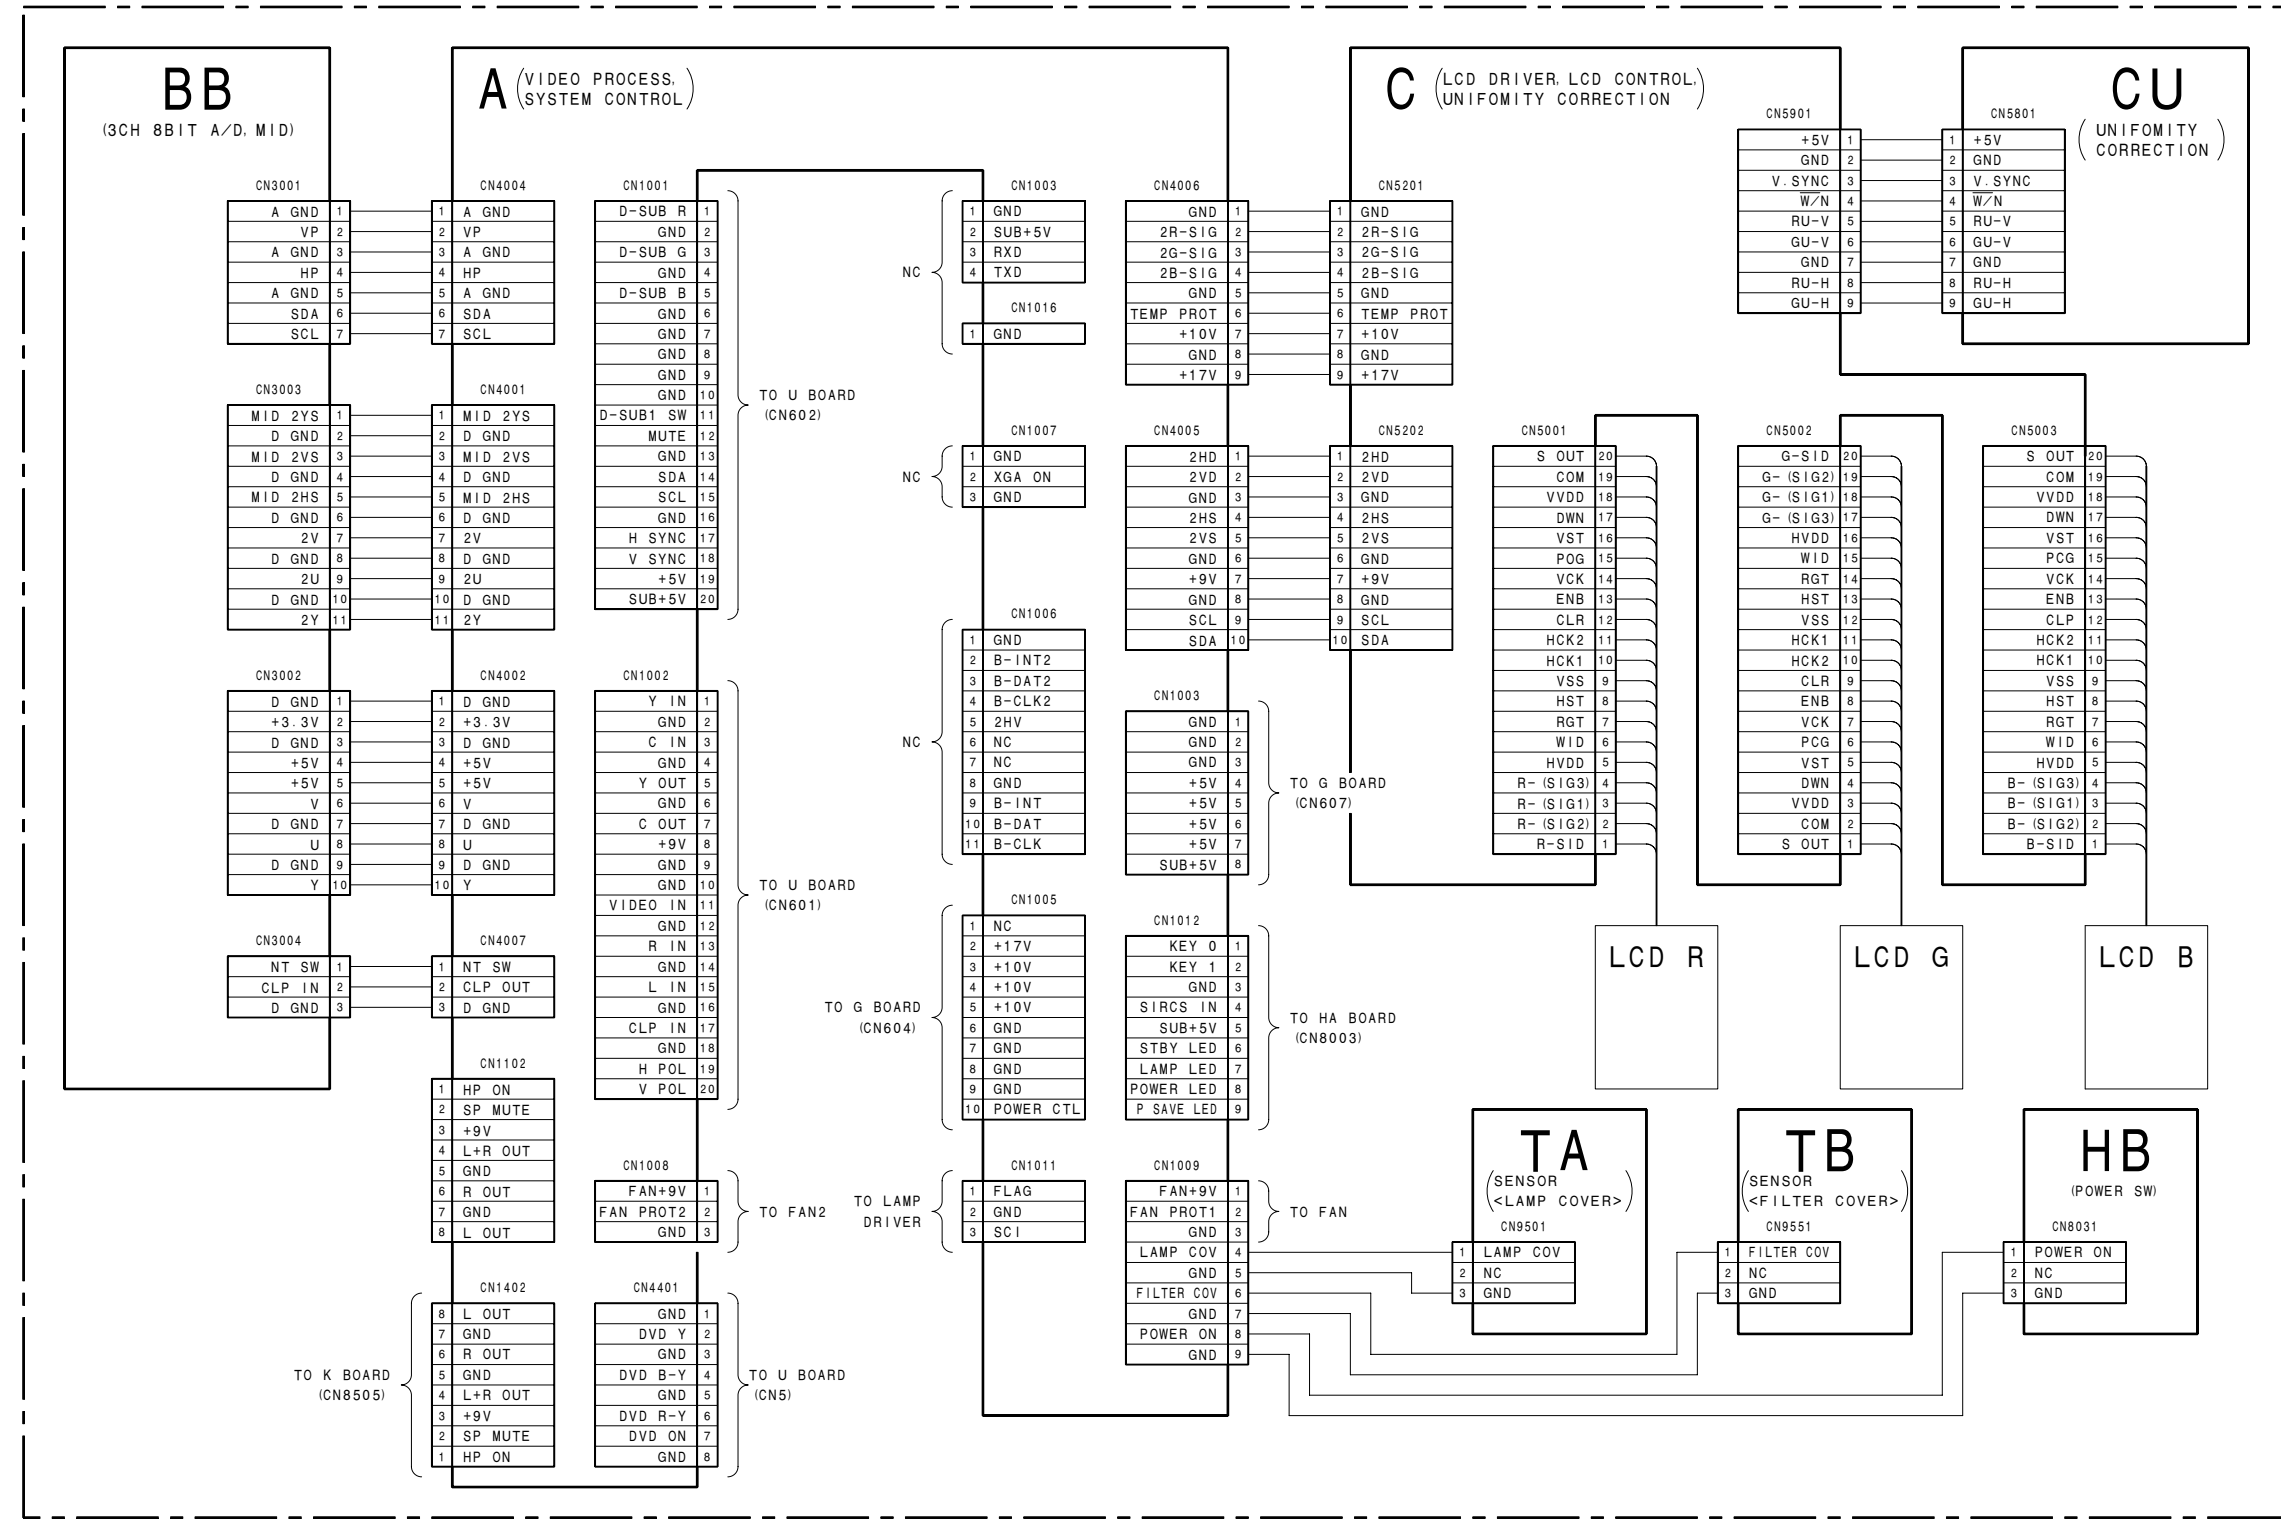 BB
(3CH 8BIT A/D, MID)
CN3001
A GND 1
VP 2
A GND 3
HP 4
A GND 5
SDA 6
SCL 7
CN3003
MID 2YS 1
D GND 2
MID 2VS 3
D GND 4
MID 2HS 5
D GND 6
2V 7
D GND 8
2U 9
D GND 10
2Y 11
CN3002
D GND 1
+3.3V 2
D GND 3
+5V 4
+5V 5
V 6
D GND 7
U 8
D GND 9
Y 10
CN3004
NT SW 1
CLP IN 2
D GND 3
A (VIDEO PROCESS,
SYSTEM CONTROL)
CN4004
1 A GND
2 VP
3 A GND
4 HP
5 A GND
6 SDA
7 SCL
CN4001
1 MID 2YS
2 D GND
3 MID 2VS
4 D GND
5 MID 2HS
6 D GND
7 2V
8 D GND
9 2U
10 D GND
11 2Y
CN4002
1 D GND
2 +3.3V
3 D GND
4 +5V
5 +5V
6 V
7 D GND
8 U
9 D GND
10 Y
CN4007
1 NT SW
2 CLP OUT
3 D GND
CN1102
1 HP ON
2 SP MUTE
3 +9V
4 L+R OUT
5 GND
6 R OUT
7 GND
8 L OUT
CN1402
8 L OUT
7 GND
6 R OUT
5 GND
4 L+R OUT
3 +9V
2 SP MUTE
1 HP ON
TO K BOARD
(CN8505)
CN1001
D-SUB R 1
GND 2
D-SUB G 3
GND 4
D-SUB B 5
GND 6
GND 7
GND 8
GND 9
GND 10
D-SUB1 SW 11
MUTE 12
GND 13
SDA 14
SCL 15
GND 16
H SYNC 17
V SYNC 18
+5V 19
SUB+5V 20
TO U BOARD
(CN602)
CN1002
Y IN 1
GND 2
C IN 3
GND 4
Y OUT 5
GND 6
C OUT 7
+9V 8
GND 9
GND 10
VIDEO IN 11
GND 12
R IN 13
GND 14
L IN 15
GND 16
CLP IN 17
GND 18
H POL 19
V POL 20
TO U BOARD
(CN601)
CN1008
FAN+9V 1
FAN PROT2 2
GND 3
TO FAN2
CN4401
GND 1
DVD Y 2
GND 3
DVD B-Y 4
GND 5
DVD R-Y 6
DVD ON 7
GND 8
TO U BOARD
(CN5)
CN1003
1 GND
2 SUB+5V
3 RXD
4 TXD
NC
CN1016
1 GND
CN1007
1 GND
2 XGA ON
3 GND
NC
CN1006
1 GND
2 B-INT2
3 B-DAT2
4 B-CLK2
5 2HV
6 NC
7 NC
8 GND
9 B-INT
10 B-DAT
11 B-CLK
NC
CN1005
1 NC
2 +17V
3 +10V
4 +10V
5 +10V
6 GND
7 GND
8 GND
9 GND
10 POWER CTL
TO G BOARD
(CN604)
CN1011
1 FLAG
2 GND
3 SCI
TO LAMP
DRIVER
CN4006
GND 1
2R-SIG 2
2G-SIG 3
2B-SIG 4
GND 5
TEMP PROT 6
+10V 7
GND 8
+17V 9
CN4005
2HD 1
2VD 2
GND 3
2HS 4
2VS 5
GND 6
+9V 7
GND 8
SCL 9
SDA 10
CN1003
GND 1
GND 2
GND 3
+5V 4
+5V 5
+5V 6
+5V 7
SUB+5V 8
TO G BOARD
(CN607)
CN1012
KEY 0 1
KEY 1 2
GND 3
SIRCS IN 4
SUB+5V 5
STBY LED 6
LAMP LED 7
POWER LED 8
P SAVE LED 9
TO HA BOARD
(CN8003)
CN1009
FAN+9V 1
FAN PROT1 2
GND 3
LAMP COV 4
GND 5
FILTER COV 6
GND 7
POWER ON 8
GND 9
TO FAN
C (LCD DRIVER, LCD CONTROL,
UNIFOMITY CORRECTION)
CN5201
1 GND
2 2R-SIG
3 2G-SIG
4 2B-SIG
5 GND
6 TEMP PROT
7 +10V
8 GND
9 +17V
CN5202
1 2HD
2 2VD
3 GND
4 2HS
5 2VS
6 GND
7 +9V
8 GND
9 SCL
10 SDA
CN5901
+5V 1
GND 2
V.SYNC 3
W/N 4
RU-V 5
GU-V 6
GND 7
RU-H 8
GU-H 9
CU
(UNIFOMITY
CORRECTION)
CN5801
1 +5V
2 GND
3 V.SYNC
4 W/N
5 RU-V
6 GU-V
7 GND
8 RU-H
9 GU-H
CN5001
S OUT 20
COM 19
VVDD 18
DWN 17
VST 16
POG 15
VCK 14
ENB 13
CLR 12
HCK2 11
HCK1 10
VSS 9
HST 8
RGT 7
WID 6
HVDD 5
R-(SIG3) 4
R-(SIG1) 3
R-(SIG2) 2
R-SID 1
LCD R
CN5002
G-SID 20
G-(SIG2) 19
G-(SIG1) 18
G-(SIG3) 17
HVDD 16
WID 15
RGT 14
HST 13
VSS 12
HCK1 11
HCK2 10
CLR 9
ENB 8
VCK 7
PCG 6
VST 5
DWN 4
VVDD 3
COM 2
S OUT 1
LCD G
CN5003
S OUT 20
COM 19
VVDD 18
DWN 17
VST 16
PCG 15
VCK 14
ENB 13
CLP 12
HCK2 11
HCK1 10
VSS 9
HST 8
RGT 7
WID 6
HVDD 5
B-(SIG3) 4
B-(SIG1) 3
B-(SIG2) 2
B-SID 1
LCD B
TA
(SENSOR
<LAMP COVER>)
CN9501
1 LAMP COV
2 NC
3 GND
TB
(SENSOR
<FILTER COVER>)
CN9551
1 FILTER COV
2 NC
3 GND
HB
(POWER SW)
CN8031
1 POWER ON
2 NC
3 GND